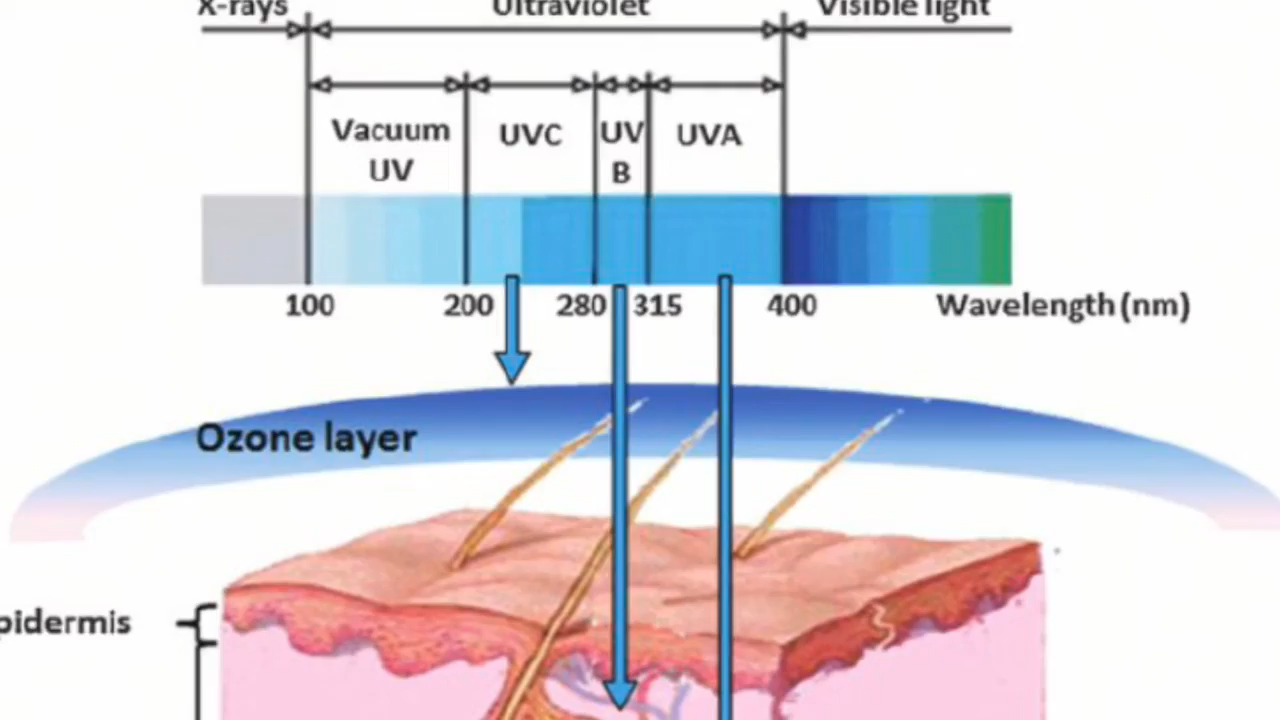 X-rays Ultraviolet Visible light
Vacuum UV UVC UV B UVA
100 200 280 315 400 Wavelength (nm)
Ozone layer
pidermis